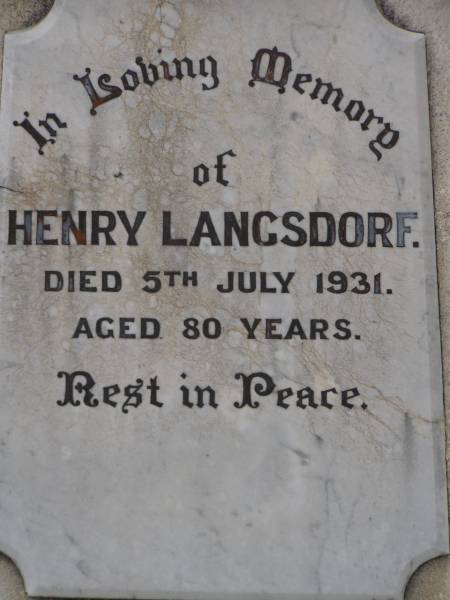 In Loving Memory
of
HENRY LANGSDORF.
DIED 5TH JULY 1931.
AGED 80 YEARS.
Rest in Peace.